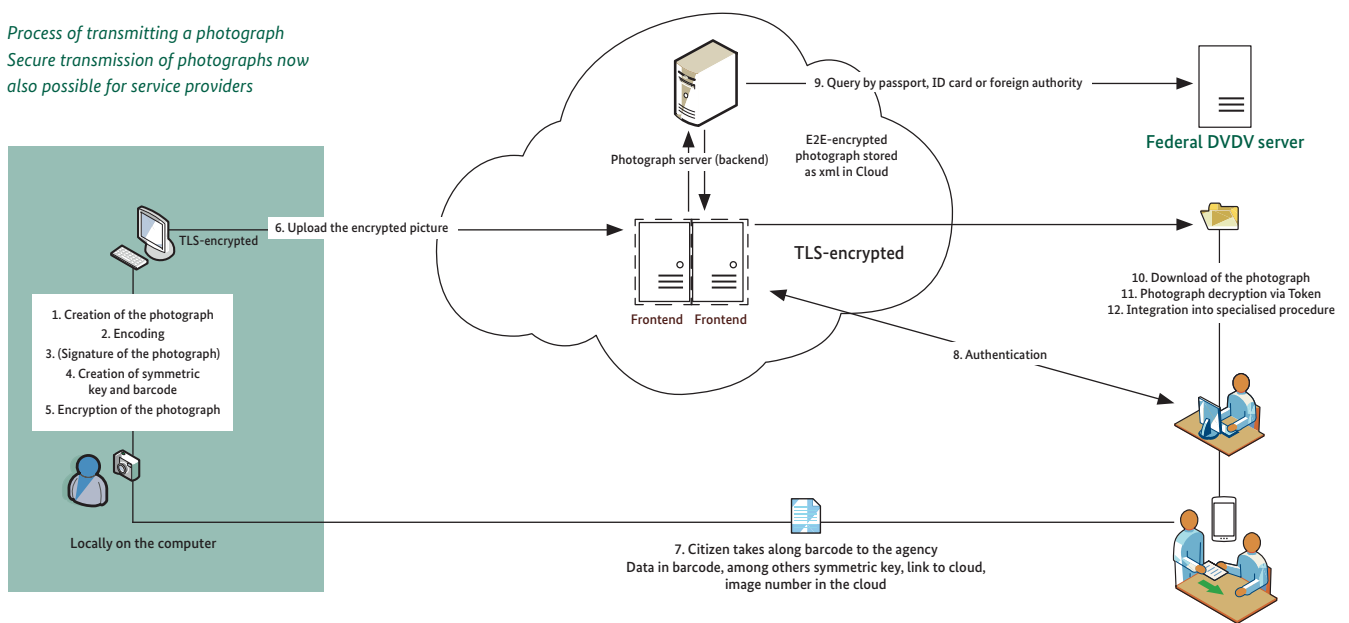 Process of transmitting a photograph
Secure transmission of photographs now
also possible for service providers
9. Query by passport, ID card or foreign authority
Federal DVDV server
E2E-encrypted
photograph stored
as xml in Cloud
Photograph server (backend)
TLS-encrypted
6. Upload the encrypted picture
TLS-encrypted
Frontend Frontend
10. Download of the photograph
11. Photograph decryption via Token
12. Integration into specialised procedure
1. Creation of the photograph
2. Encoding
3. (Signature of the photograph)
4. Creation of symmetric
key and barcode
5. Encryption of the photograph
8. Authentication
Locally on the computer
7. Citizen takes along barcode to the agency
Data in barcode, among others symmetric key, link to cloud,
image number in the cloud